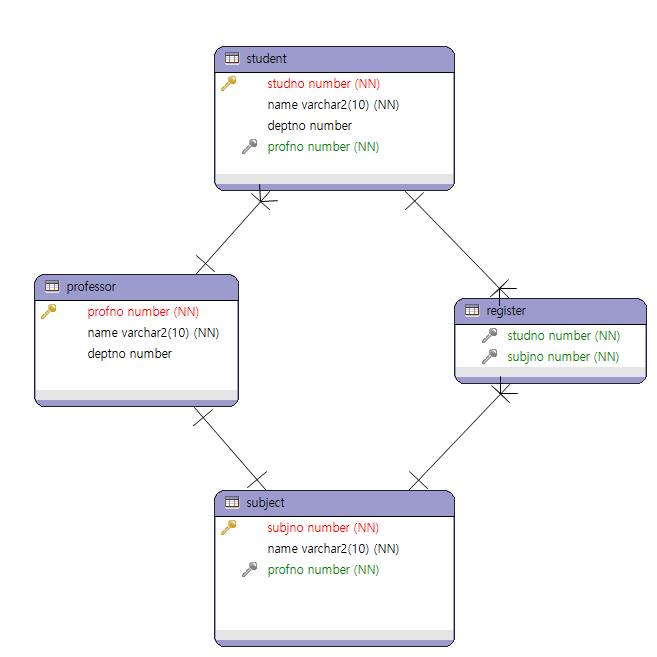 student
studno number (NN)
name varchar2(10) (NN)
deptno number
profno number (NN)
professor
profno number (NN)
name varchar2(10) (NN)
deptno number
register
studno number (NN)
subjno number (NN)
subject
subjno number (NN)
name varchar2(10) (NN)
profno number (NN)